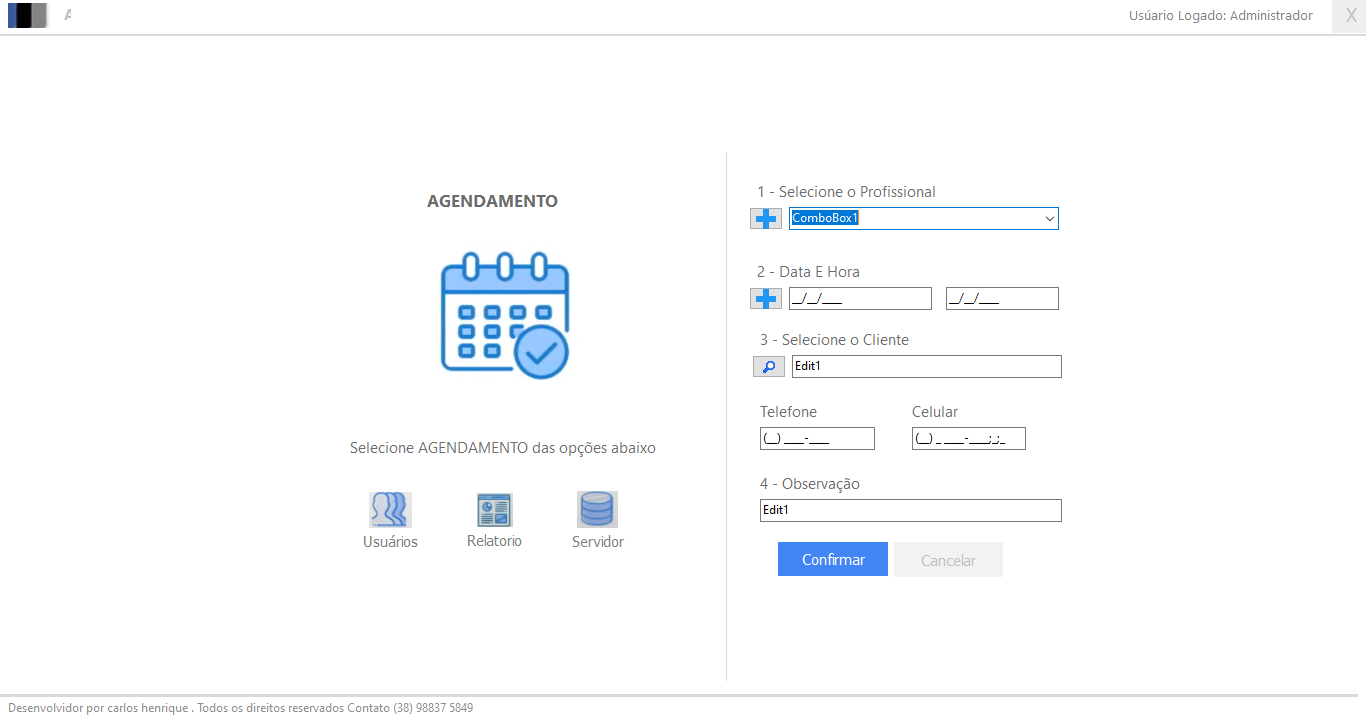 Usúario Logado: Administrador
X
AGENDAMENTO
Selecione AGENDAMENTO das opções abaixo
Usuários
Relatorio
Servidor
1 - Selecione o Profissional
ComboBox1
2 - Data E Hora
__/__/____ __/__/____
3 - Selecione o Cliente
Edit1
Telefone Celular
(__) ____-____ (__) _ ____-____;_;_
4 - Observação
Edit1
Confirmar Cancelar
Desenvolvidor por carlos henrique . Todos os direitos reservados Contato (38) 98837 5849